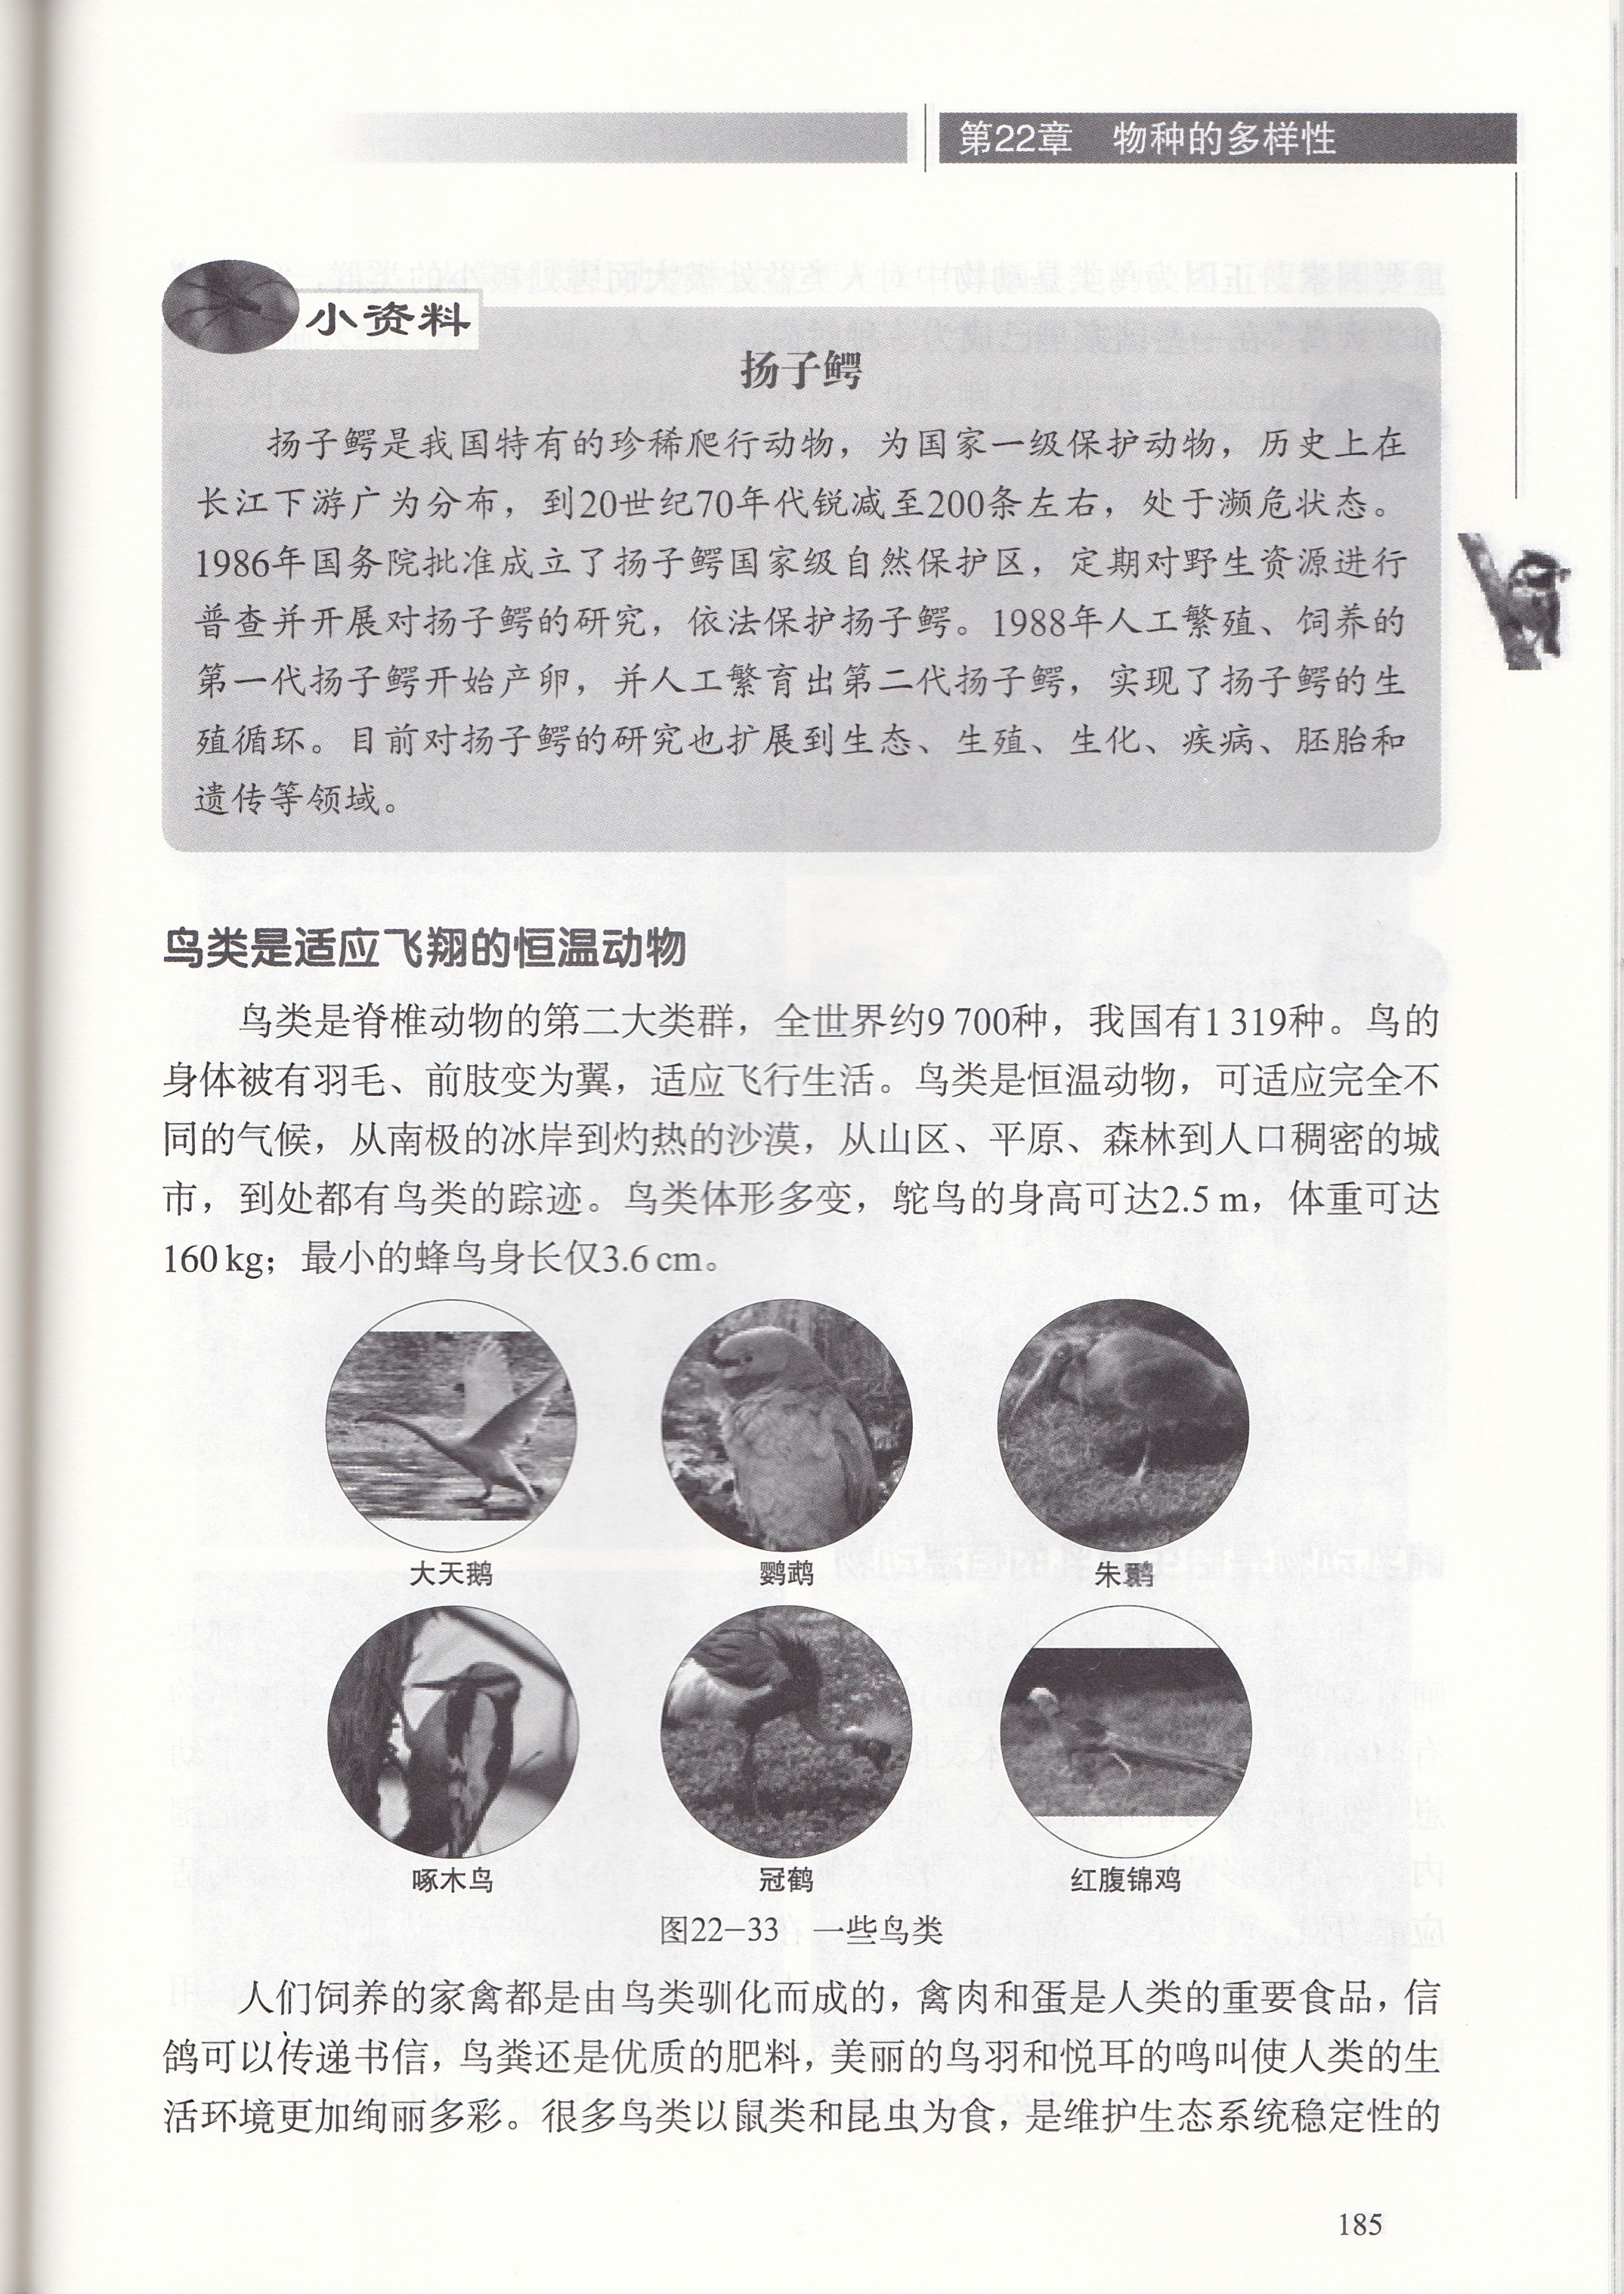 第22章 物种的多样性
小资料
扬子鳄
扬子鳄是我国特有的珍稀爬行动物，为国家一级保护动物，历史上在
长江下游广为分布，到20世纪70年代锐减至200条左右，处于濒危状态。
1986年国务院批准成立了扬子鳄国家级自然保护区，定期对野生资源进行
普查并开展对扬子鳄的研究，依法保护扬子鳄。1988年人工繁殖、饲养的
第一代扬子鳄开始产卵，并人工繁育出第二代扬子鳄，实现了扬子鳄的生
殖循环。目前对扬子鳄的研究也扩展到生态、生殖、生化、疾病、胚胎和
遗传等领域。
鸟类是适应飞翔的恒温动物
鸟类是脊椎动物的第二大类群，全世界约9 700种，我国有1 319种。鸟的
身体被有羽毛、前肢变为翼，适应飞行生活。鸟类是恒温动物，可适应完全不
同的气候，从南极的冰岸到灼热的沙漠，从山区、平原、森林到人口稠密的城
市，到处都有鸟类的踪迹。鸟类体形多变，鸵鸟的身高可达2.5 m，体重可达
160 kg；最小的蜂鸟身长仅3.6 cm。
大天鹅 鹦鹉 朱鹮
啄木鸟 冠鹤 红腹锦鸡
图22-33 一些鸟类
人们饲养的家禽都是由鸟类驯化而成的，禽肉和蛋是人类的重要食品，信
鸽可以传递书信，鸟粪还是优质的肥料，美丽的鸟羽和悦耳的鸣叫使人类的生
活环境更加绚丽多彩。很多鸟类以鼠类和昆虫为食，是维护生态系统稳定性的
185